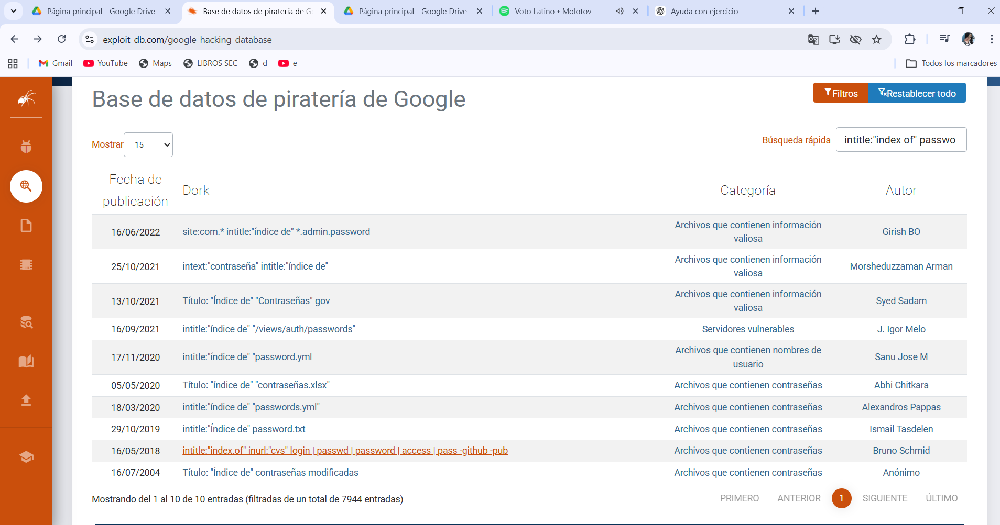 Página principal - Google Drive
Base de datos de piratería de G
Página principal - Google Drive
Voto Latino • Molotov
Ayuda con ejercicio
exploit-db.com/google-hacking-database
Gmail
YouTube
Maps
LIBROS SEC
d
e
Todos los marcadores
Base de datos de piratería de Google
Filtros
Restablecer todo
Mostrar 15
Búsqueda rápida intitle:"index of" passwo
Fecha de publicación Dork Categoría Autor
16/06/2022 site:com.* intitle:"índice de" *.admin.password Archivos que contienen información valiosa Girish BO
25/10/2021 intext:"contraseña" intitle:"índice de" Archivos que contienen información valiosa Morsheduzzaman Arman
13/10/2021 Título: "Índice de" "Contraseñas" gov Archivos que contienen información valiosa Syed Sadam
16/09/2021 intitle:"índice de" "/views/auth/passwords" Servidores vulnerables J. Igor Melo
17/11/2020 intitle:"índice de" "password.yml Archivos que contienen nombres de usuario Sanu Jose M
05/05/2020 Título: "índice de" "contraseñas.xlsx" Archivos que contienen contraseñas Abhi Chitkara
18/03/2020 intitle:"índice de" "passwords.yml" Archivos que contienen contraseñas Alexandros Pappas
29/10/2019 intitle:"Índice de" password.txt Archivos que contienen contraseñas Ismail Tasdelen
16/05/2018 intitle:"index.of" inurl:"cvs" login | passwd | password | access | pass -github -pub Archivos que contienen contraseñas Bruno Schmid
16/07/2004 Título: "Índice de" contraseñas modificadas Archivos que contienen contraseñas Anónimo
Mostrando del 1 al 10 de 10 entradas (filtradas de un total de 7944 entradas)
PRIMERO ANTERIOR 1 SIGUIENTE ÚLTIMO